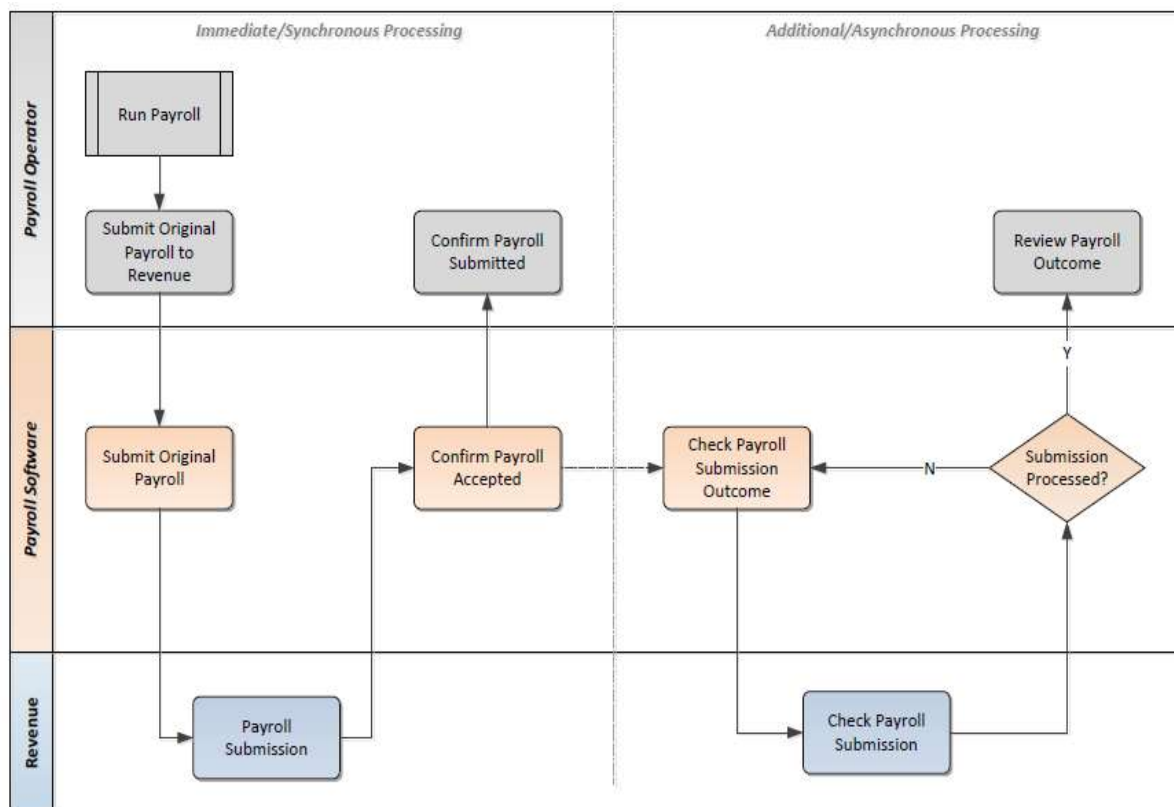 Immediate/Synchronous Processing
Additional/Asynchronous Processing
Payroll Operator
Run Payroll
Submit Original
Payroll to
Revenue
Confirm Payroll
Submitted
Review Payroll
Outcome
Y
Payroll Software
Submit Original
Payroll
Confirm Payroll
Accepted
Check Payroll
Submission
Outcome
N
Submission
Processed?
Revenue
Payroll
Submission
Check Payroll
Submission